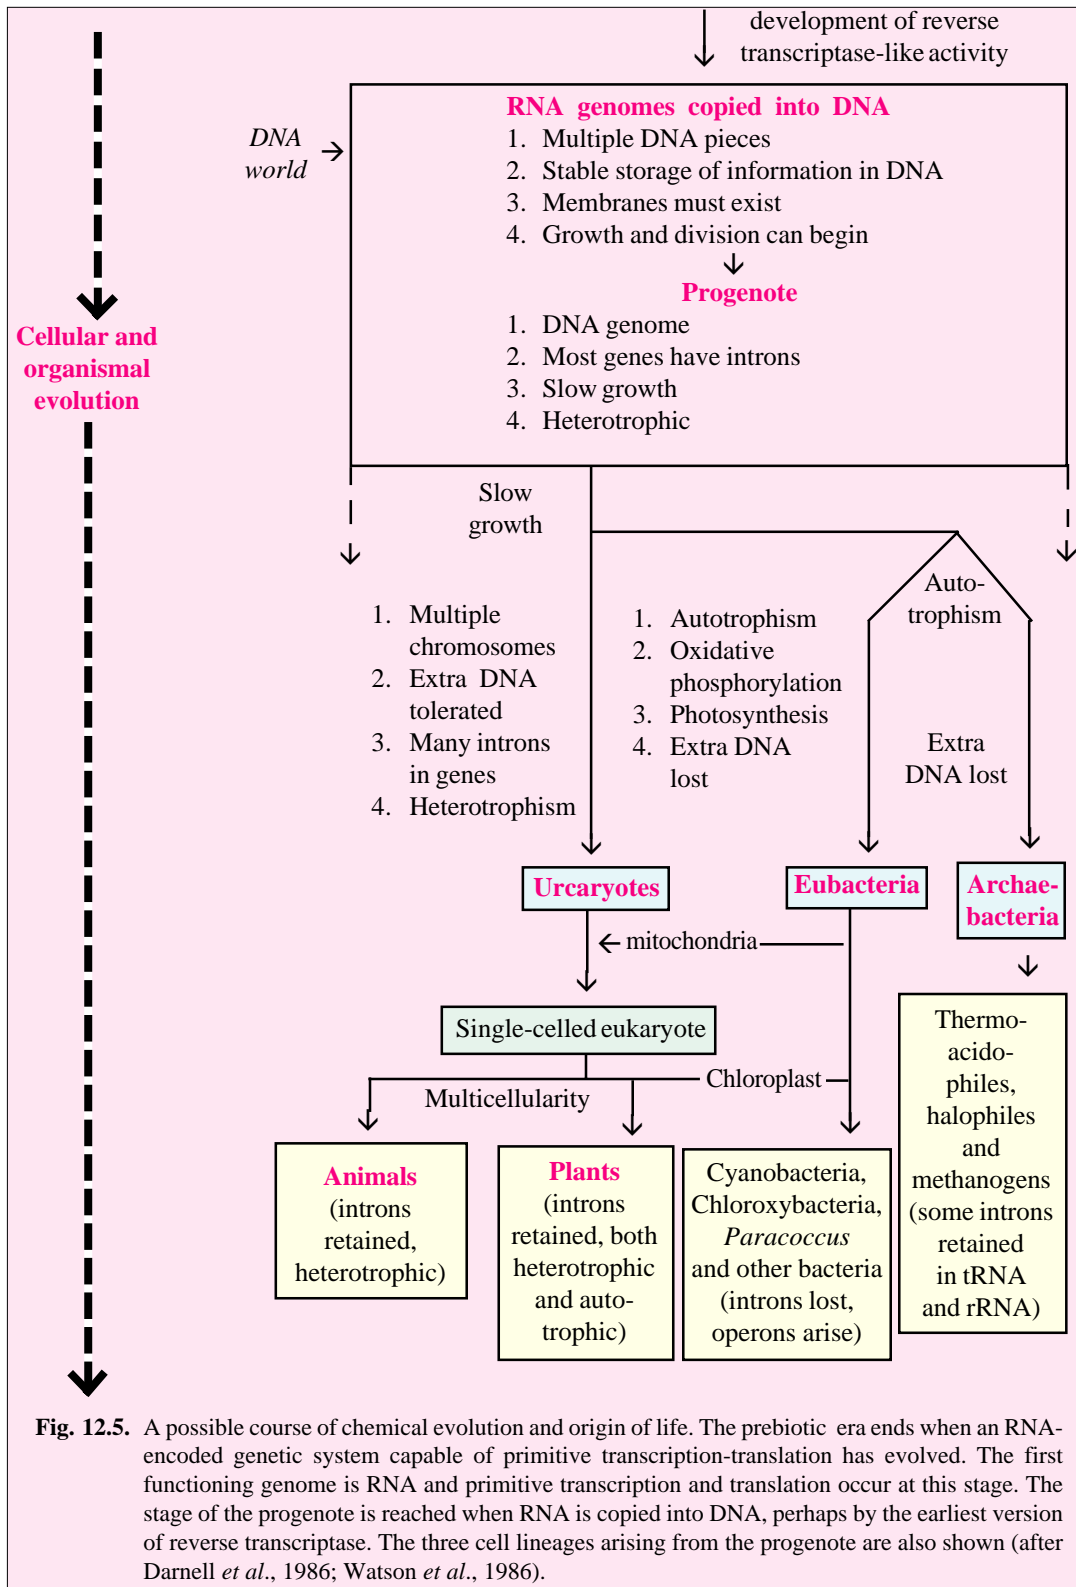 development of reverse
transcriptase-like activity
DNA
world
RNA genomes copied into DNA
1. Multiple DNA pieces
2. Stable storage of information in DNA
3. Membranes must exist
4. Growth and division can begin
Progenote
1. DNA genome
2. Most genes have introns
3. Slow growth
4. Heterotrophic
Cellular and
organismal
evolution
Slow
growth
Auto-
trophism
1. Multiple
chromosomes
2. Extra DNA
tolerated
3. Many introns
in genes
4. Heterotrophism
1. Autotrophism
2. Oxidative
phosphorylation
3. Photosynthesis
4. Extra DNA
lost
Extra
DNA lost
Urcaryotes
Eubacteria
Archae-
bacteria
mitochondria
Single-celled eukaryote
Chloroplast
Multicellularity
Animals
(introns
retained,
heterotrophic)
Plants
(introns
retained, both
heterotrophic
and auto-
trophic)
Cyanobacteria,
Chloroxybacteria,
Paracoccus
and other bacteria
(introns lost,
operons arise)
Thermo-
acido-
philes,
halophiles
and
methanogens
(some introns
retained
in tRNA
and rRNA)
Fig. 12.5. A possible course of chemical evolution and origin of life. The prebiotic era ends when an RNA-
encoded genetic system capable of primitive transcription-translation has evolved. The first
functioning genome is RNA and primitive transcription and translation occur at this stage. The
stage of the progenote is reached when RNA is copied into DNA, perhaps by the earliest version
of reverse transcriptase. The three cell lineages arising from the progenote are also shown (after
Darnell et al., 1986; Watson et al., 1986).